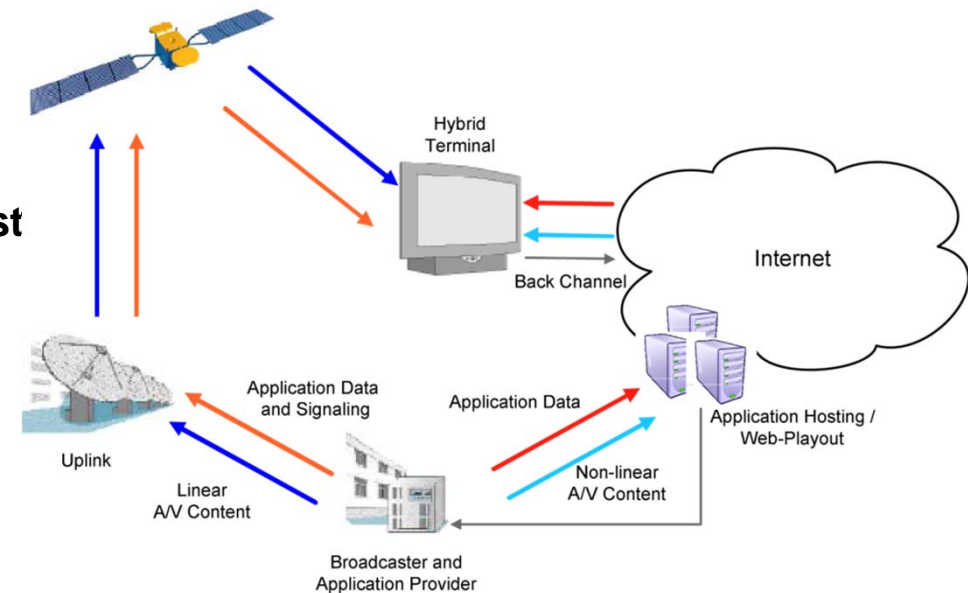 Hybrid
Terminal
st
Internet
Back Channel
Application Data
and Signaling
Application Data
Application Hosting /
Web-Playout
Uplink
Non-linear
A/V Content
Linear
A/V Content
Broadcaster and
Application Provider